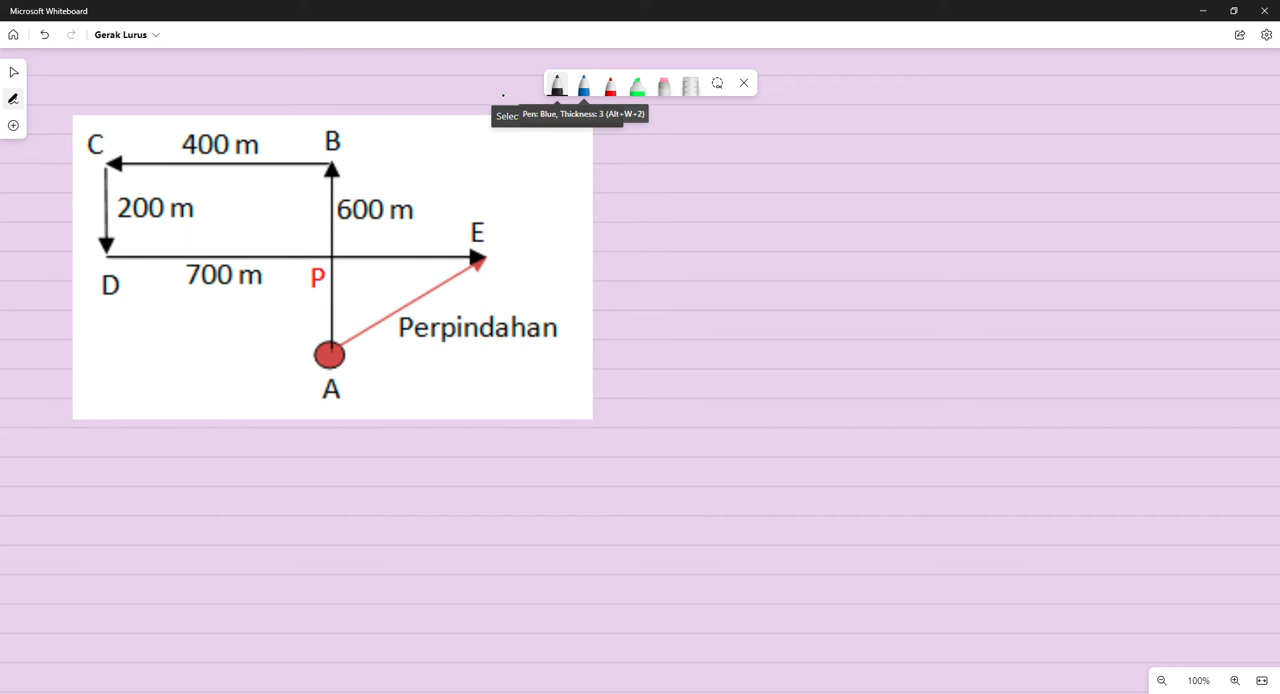 Microsoft Whiteboard
Gerak Lurus
Selec
Pen: Blue, Thickness: 3 (Alt+W+2)
C
400 m
B
200 m
600 m
E
D
700 m
P
Perpindahan
A
100%